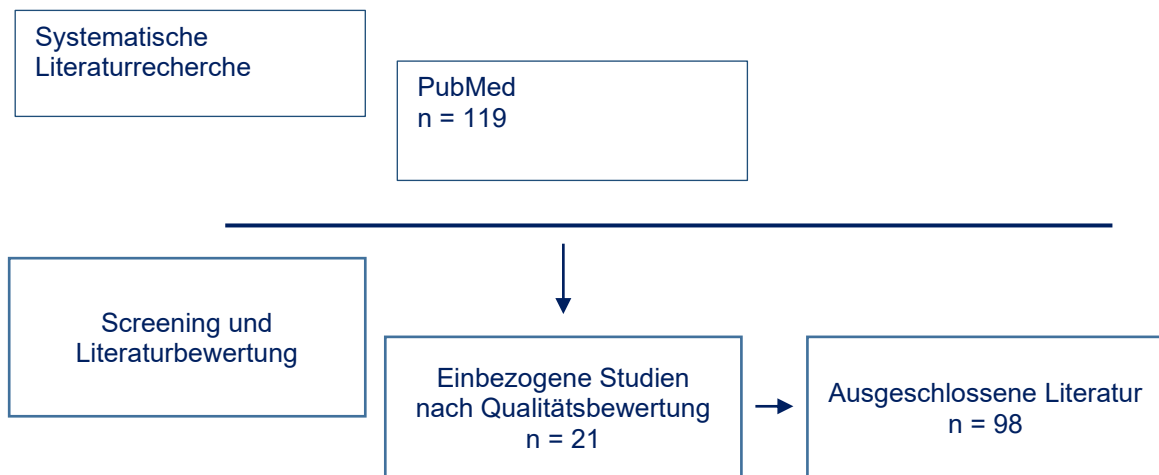 Systematische
Literaturrecherche
PubMed
n = 119
Screening und
Literaturbewertung
Einbezogene Studien
nach Qualitätsbewertung
n = 21
Ausgeschlossene Literatur
n = 98